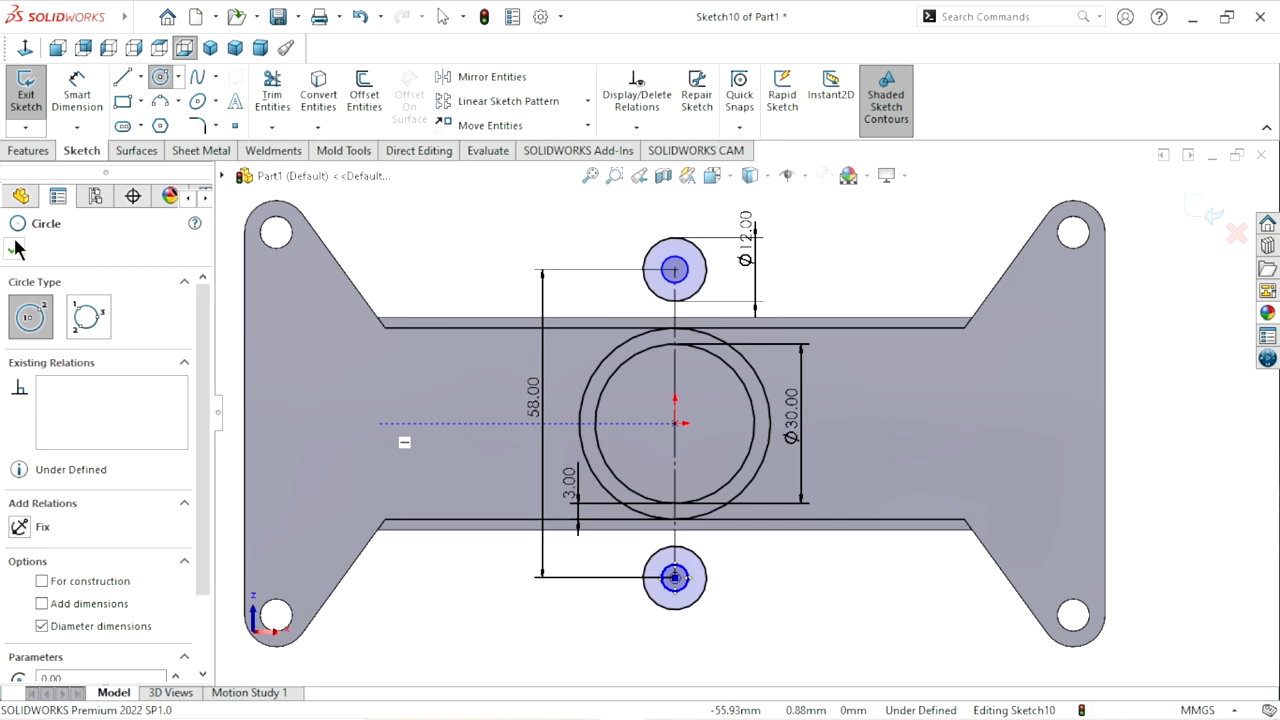 SOLIDWORKS
Sketch10 of Part1 *
Search Commands
Exit Sketch
Smart Dimension
Trim Entities
Convert Entities
Offset Entities
Offset On Surface
Mirror Entities
Linear Sketch Pattern
Move Entities
Display/Delete Relations
Repair Sketch
Quick Snaps
Rapid Sketch
Instant2D
Shaded Sketch Contours
Features
Sketch
Surfaces
Sheet Metal
Weldments
Mold Tools
Direct Editing
Evaluate
SOLIDWORKS Add-Ins
SOLIDWORKS CAM
Part1 (Default) <<Default...
Circle
Circle Type
Existing Relations
Under Defined
Add Relations
Fix
Options
For construction
Add dimensions
Diameter dimensions
Parameters
0.00
Ø12.00
58.00
Ø30.00
3.00
z
x
Model
3D Views
Motion Study 1
SOLIDWORKS Premium 2022 SP1.0
-55.93mm
0.88mm
0mm
Under Defined
Editing Sketch10
MMGS